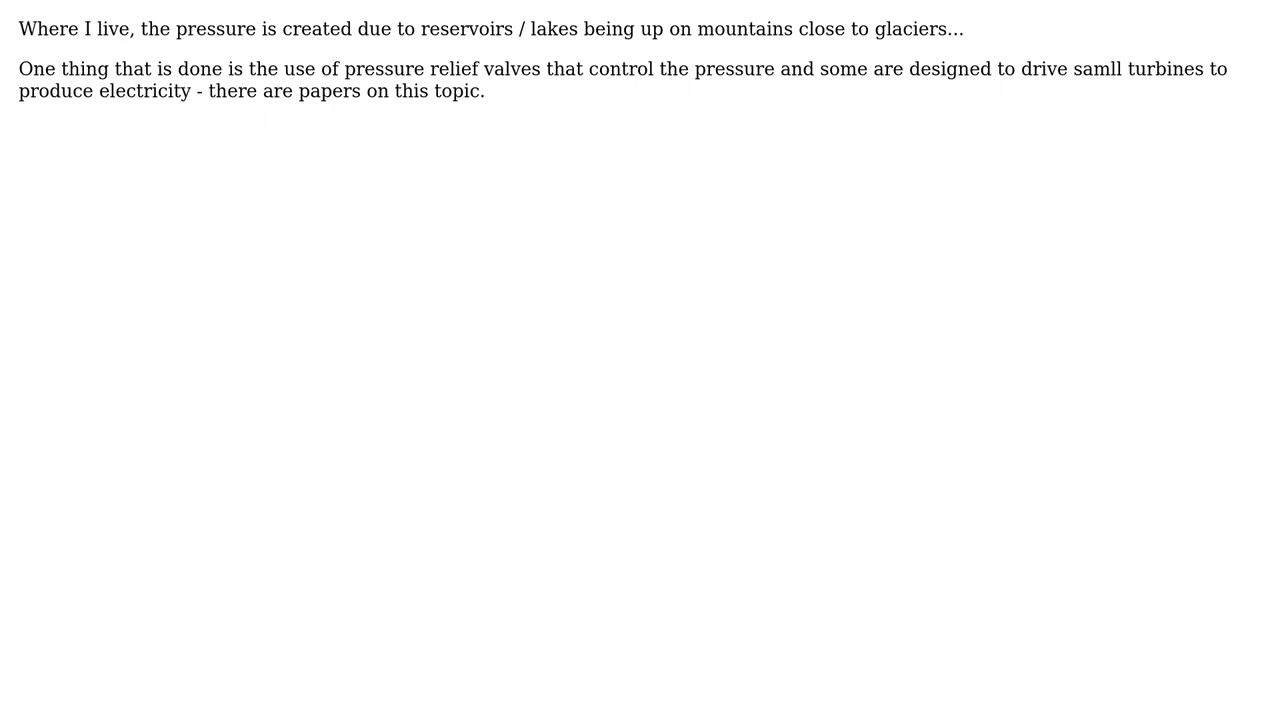 Where I live, the pressure is created due to reservoirs / lakes being up on mountains close to glaciers...
One thing that is done is the use of pressure relief valves that control the pressure and some are designed to drive samll turbines to
produce electricity - there are papers on this topic.